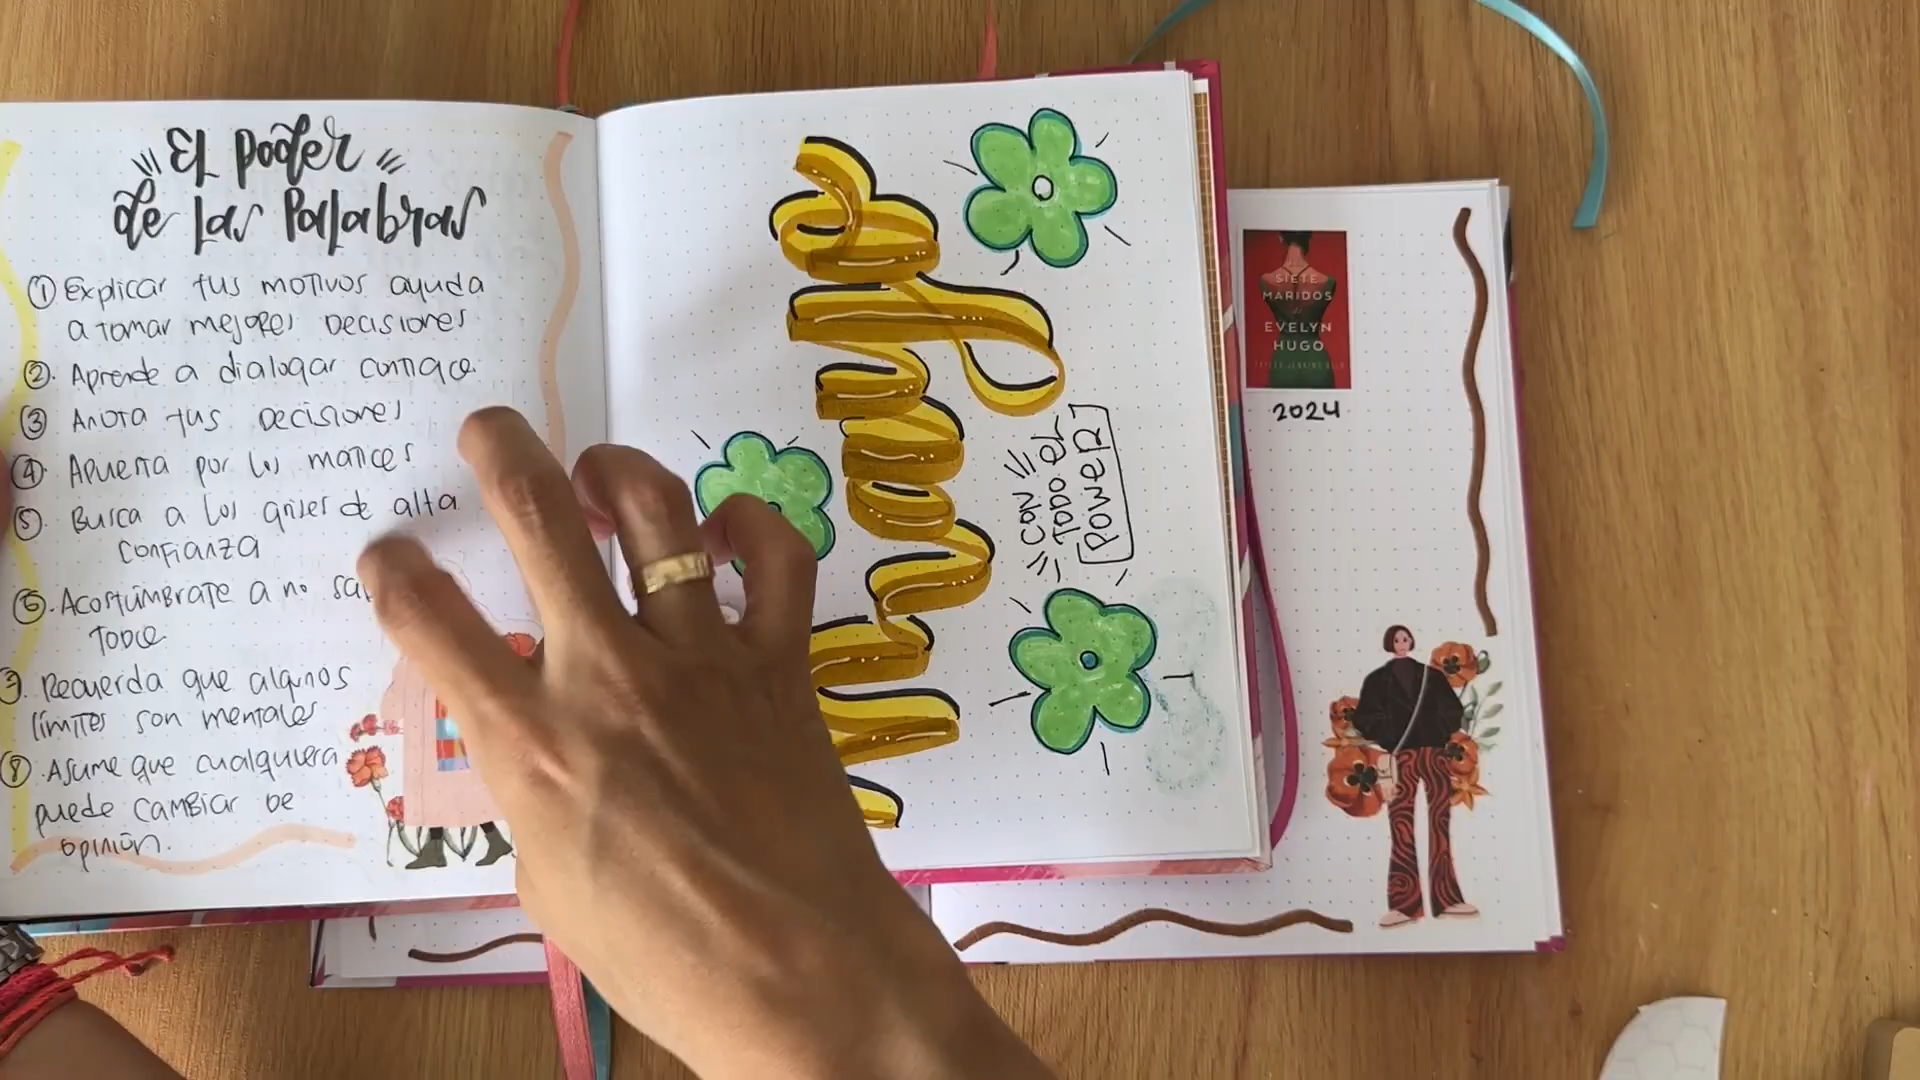 El poder
de las palabras
① Explicar tus motivos ayuda
a tomar mejores decisiones
②. Aprende a dialogar contigo.
③ Anota tus decisiones
④. Apuesta por los matices
⑤. Busca a los grises de alta
confianza
⑥. Acostúmbrate a no
todo.
7. Recuerda que algunos
límites son mentales
⑧. Asume que cualquiera
puede cambiar de
opinión.
con
todo el
power
SIETE
MARIDOS
de
EVELYN
HUGO
2024